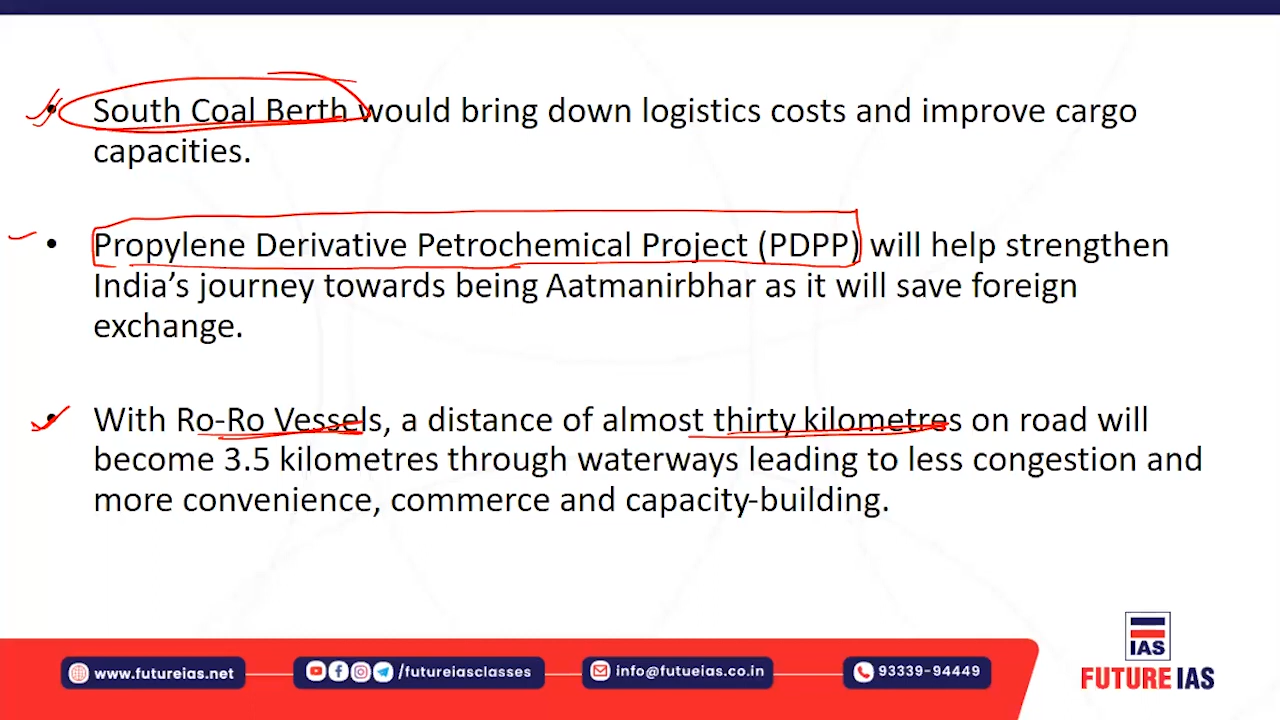 • South Coal Berth would bring down logistics costs and improve cargo
capacities.
• Propylene Derivative Petrochemical Project (PDPP) will help strengthen
India’s journey towards being Aatmanirbhar as it will save foreign
exchange.
• With Ro-Ro Vessels, a distance of almost thirty kilometres on road will
become 3.5 kilometres through waterways leading to less congestion and
more convenience, commerce and capacity-building.
IAS
www.futureias.net
/futureiasclasses
info@futueias.co.in
93339-94449
FUTURE IAS